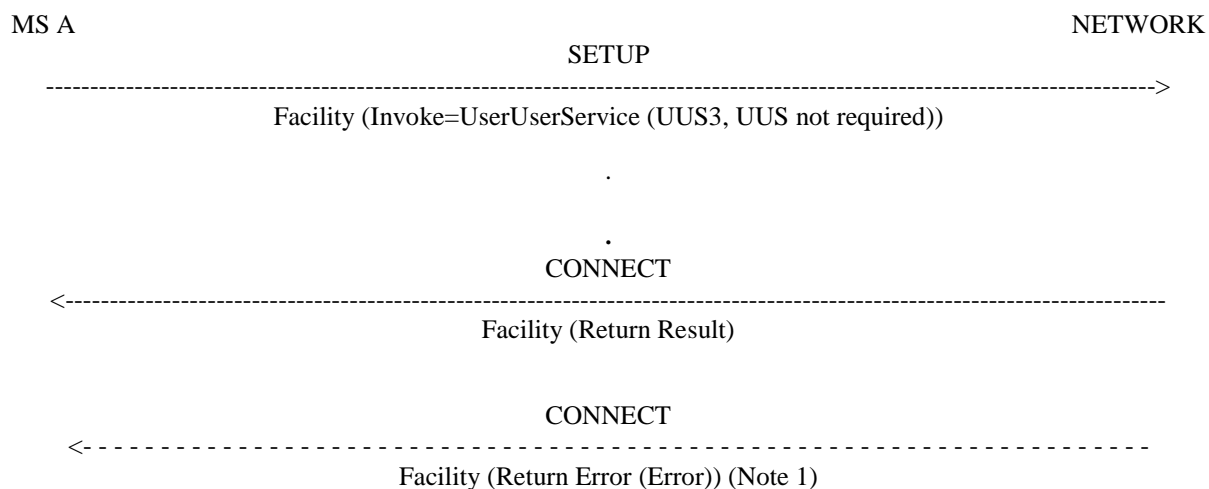 MS A NETWORK
SETUP
------------------------------------------------------------------------------------------------------------------------------>
Facility (Invoke=UserUserService (UUS3, UUS not required))
.
.
CONNECT
<-----------------------------------------------------------------------------------------------------------------------------
Facility (Return Result)
CONNECT
<- - - - - - - - - - - - - - - - - - - - - - - - - - - - - - - - - - - - - - - - - - - - - - - - - - - - - - - - - - - - - - - - - - - - -
Facility (Return Error (Error)) (Note 1)